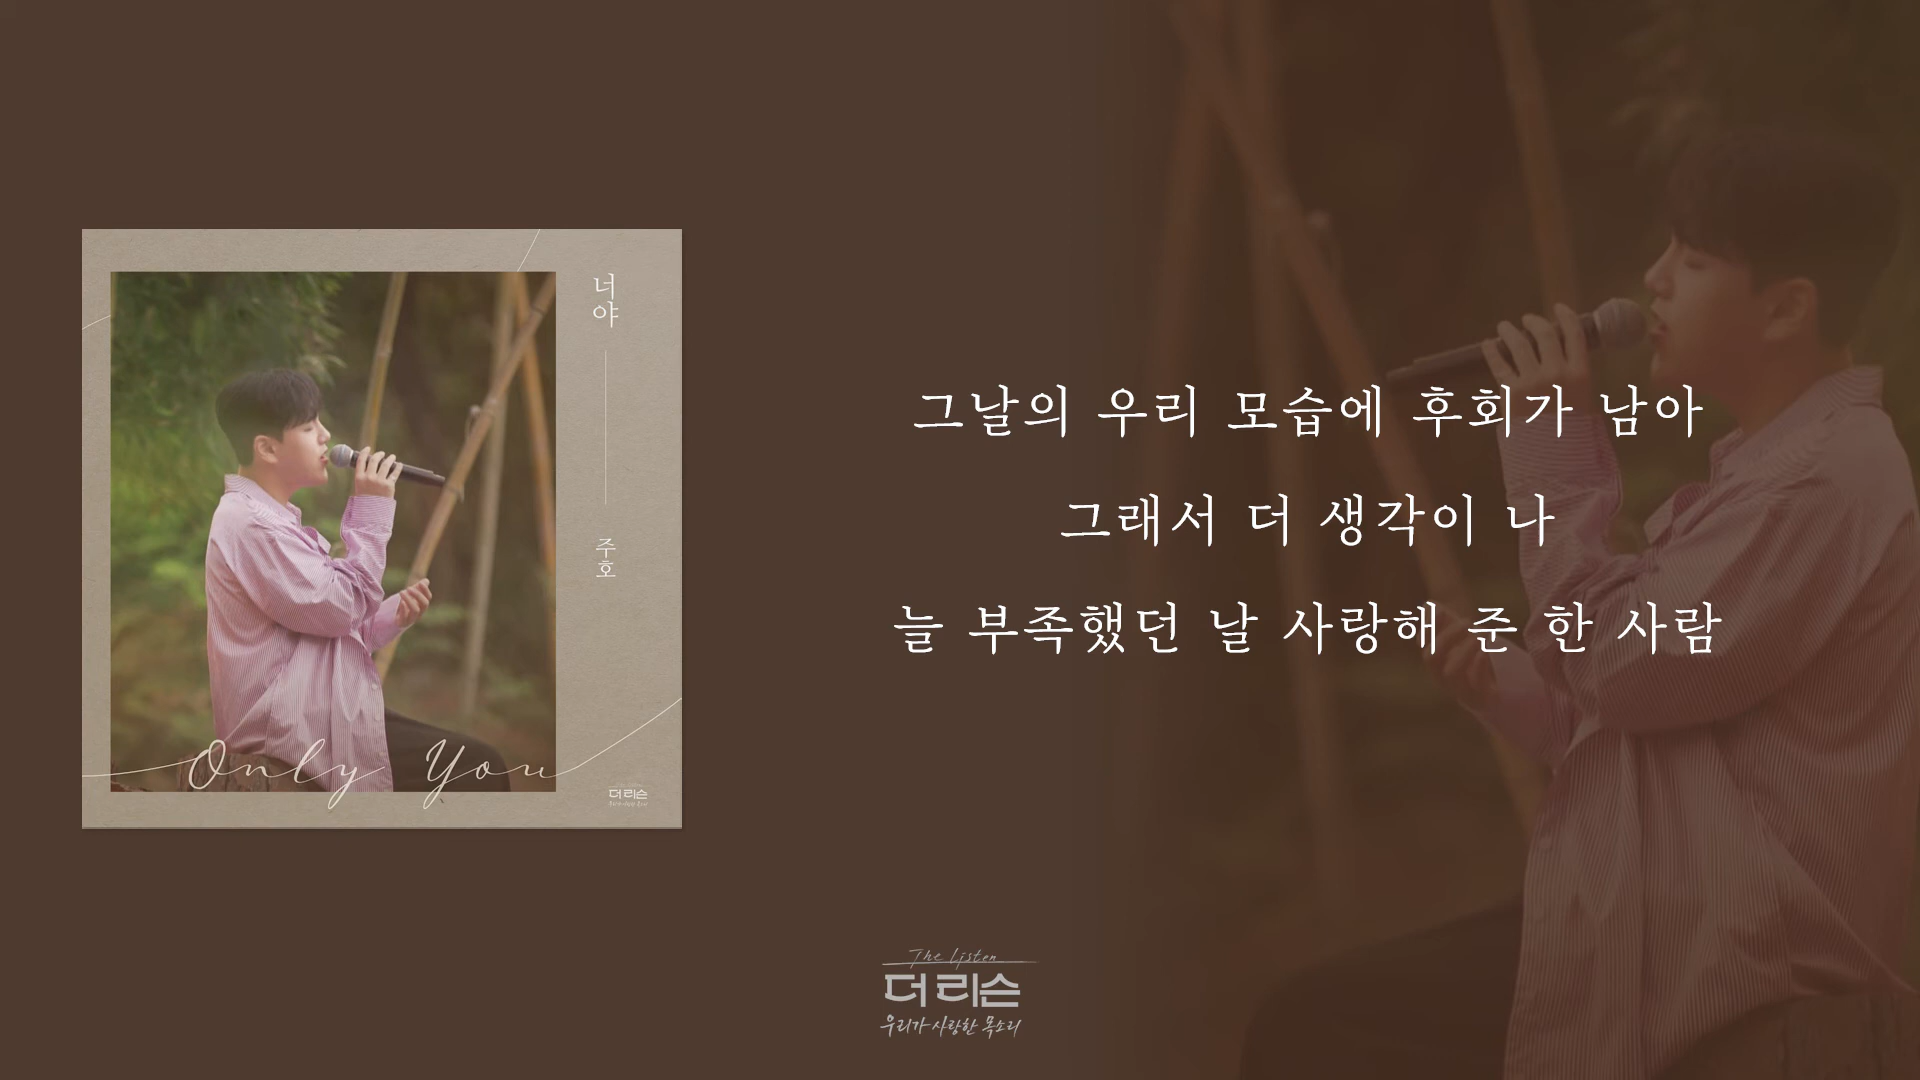 너야
주호
Only You
더 리슨
그날의 우리 모습에 후회가 남아
그래서 더 생각이 나
늘 부족했던 날 사랑해 준 한 사람
The Listen
더 리슨
우리가 사랑한 목소리